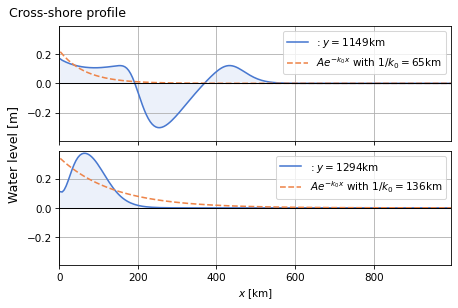 Cross-shore profile
Water level [m]
0.2
0.0
−0.2
: y = 1149km
Ae^{−k₀x} with 1/k₀ = 65km
0.2
0.0
−0.2
: y = 1294km
Ae^{−k₀x} with 1/k₀ = 136km
0 200 400 600 800
x [km]